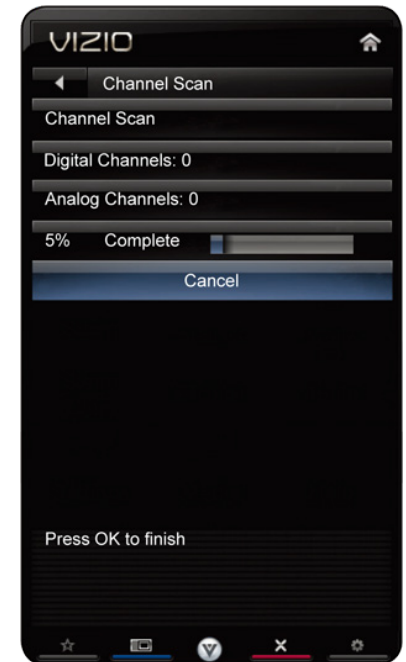 VIZIO
Channel Scan
Channel Scan
Digital Channels: 0
Analog Channels: 0
5% Complete
Cancel
Press OK to finish
V